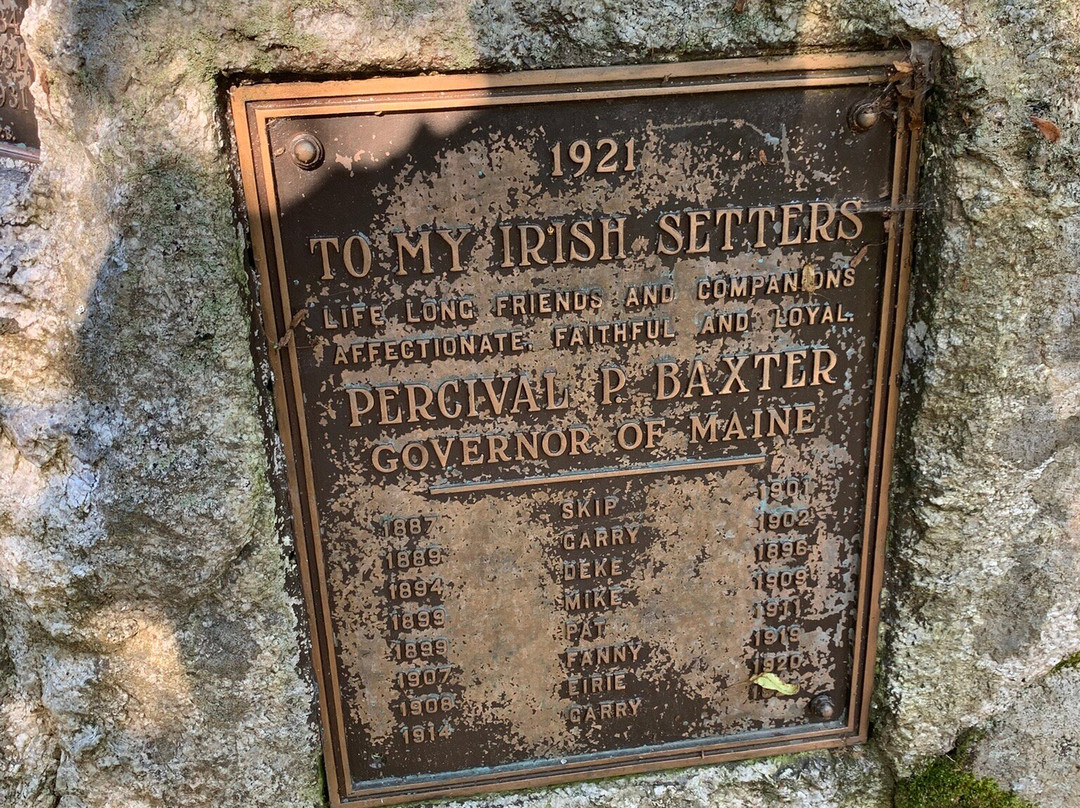 1921
TO MY IRISH SETTERS
LIFE LONG FRIENDS AND COMPANIONS
AFFECTIONATE, FAITHFUL AND LOYAL.
PERCIVAL P. BAXTER
GOVERNOR OF MAINE
1887 SKIP 1901
1889 GARRY 1902
1894 DEKE 1896
1899 MIKE 1909
1899 PAT 1911
1907 FANNY 1919
1908 EIRIE 1920
1914 GARRY